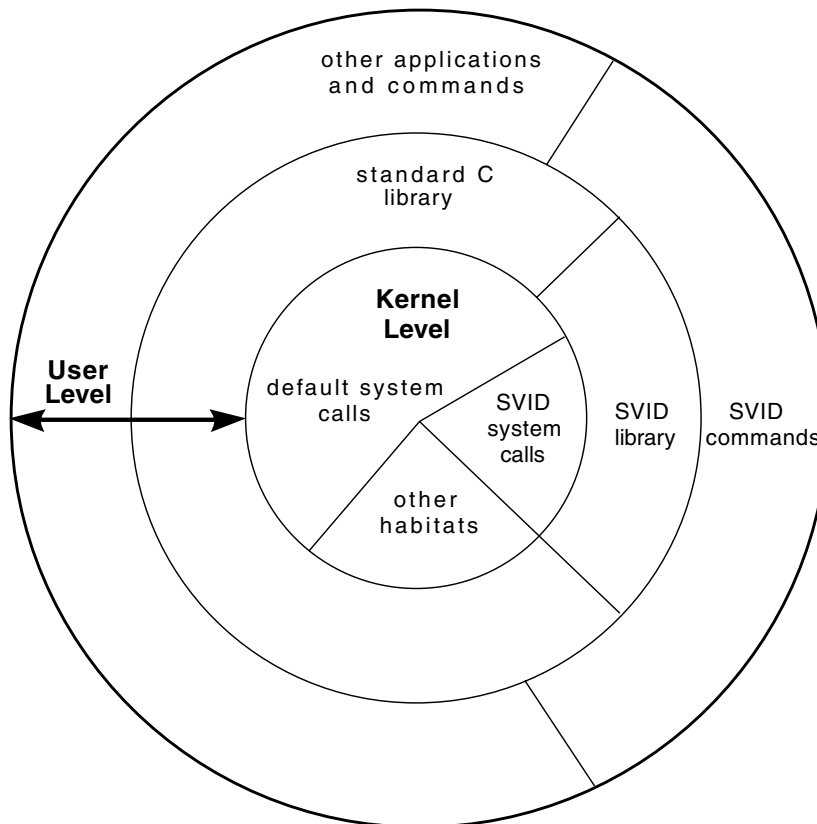 other applications
and commands
standard C
library
Kernel
Level
User
Level
default system
calls
SVID
system
calls
SVID
library
SVID
commands
other
habitats